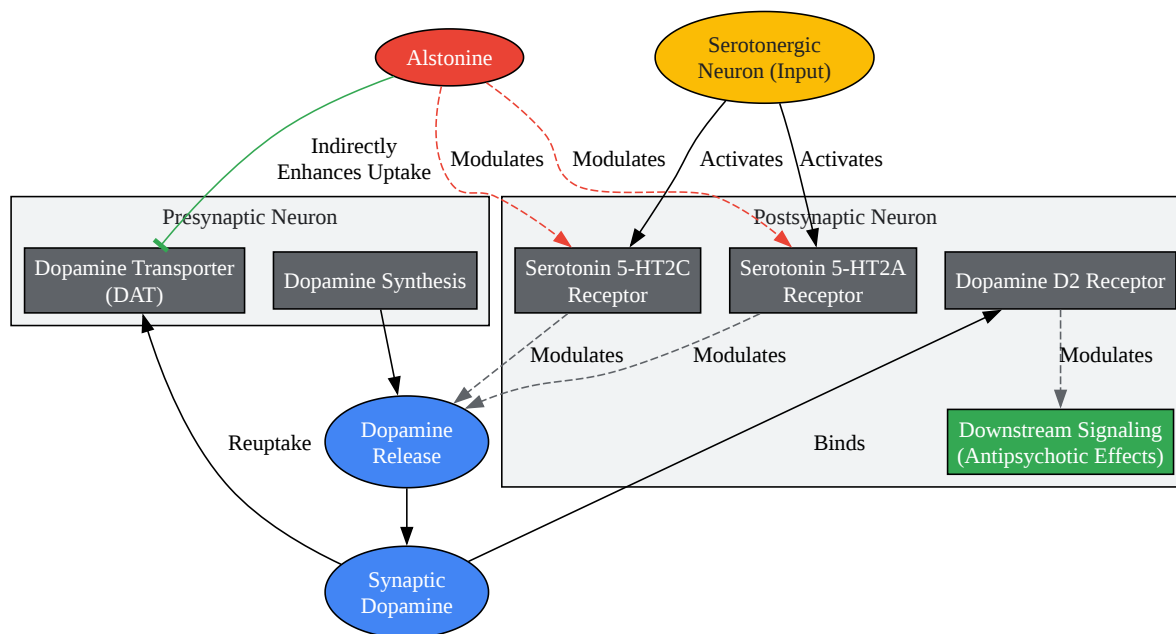 Alstonine
Serotonergic
Neuron (Input)
Indirectly
Enhances Uptake
Modulates
Modulates
Activates
Activates
Presynaptic Neuron
Postsynaptic Neuron
Dopamine Transporter
(DAT)
Dopamine Synthesis
Serotonin 5-HT2C
Receptor
Serotonin 5-HT2A
Receptor
Dopamine D2 Receptor
Modulates
Modulates
Modulates
Reuptake
Dopamine
Release
Binds
Downstream Signaling
(Antipsychotic Effects)
Synaptic
Dopamine